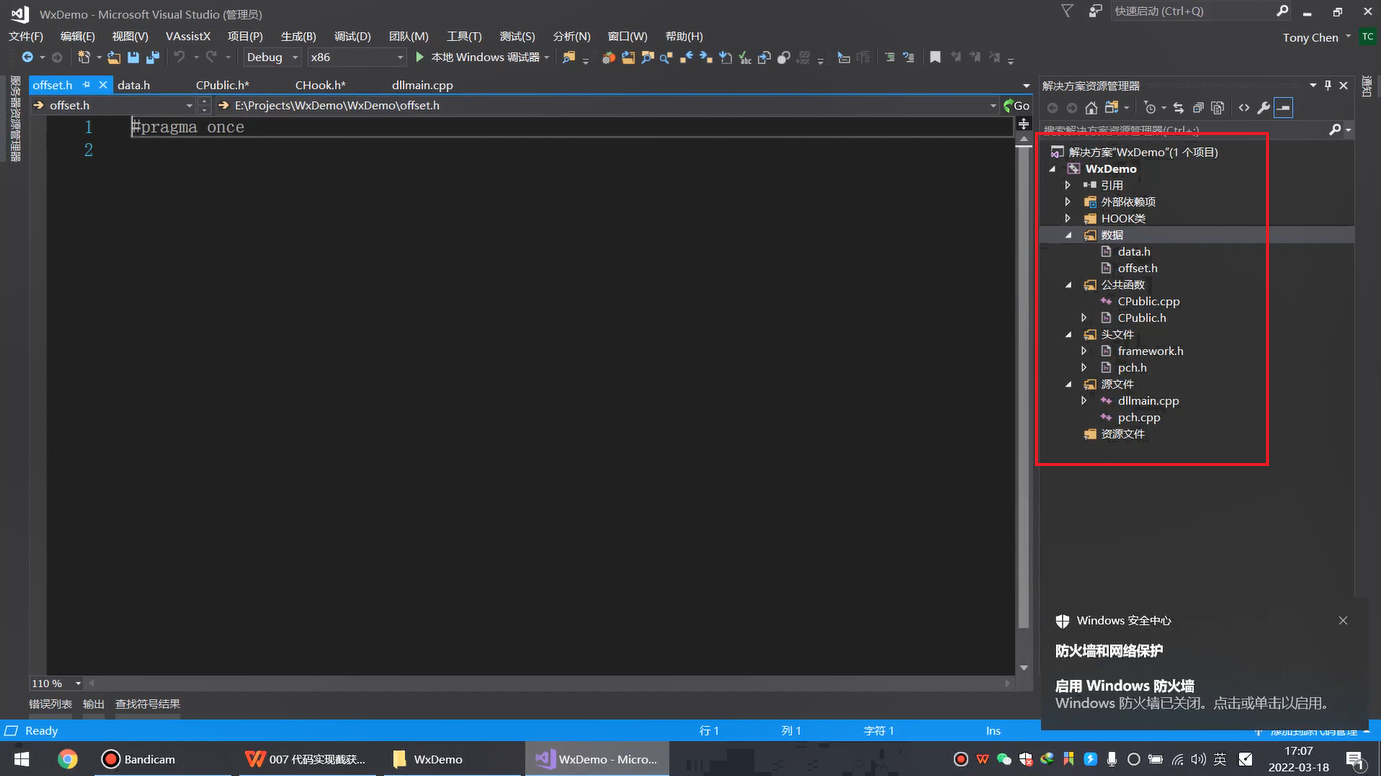 WxDemo - Microsoft Visual Studio (管理员)
快速启动 (Ctrl+Q)
文件(F) 编辑(E) 视图(V) VAssistX 项目(P) 生成(B) 调试(D) 团队(M) 工具(T) 测试(S) 分析(N) 窗口(W) 帮助(H)
Tony Chen TC
Debug x86 本地 Windows 调试器
服务器资源管理器
offset.h data.h CPublic.h* CHook.h* dllmain.cpp
offset.h E:\Projects\WxDemo\WxDemo\offset.h Go
1 #pragma once
2
解决方案资源管理器
通知
搜索解决方案资源管理器(Ctrl+;)
解决方案"WxDemo"(1 个项目)
WxDemo
引用
外部依赖项
HOOK类
数据
data.h
offset.h
公共函数
CPublic.cpp
CPublic.h
头文件
framework.h
pch.h
源文件
dllmain.cpp
pch.cpp
资源文件
Windows 安全中心
防火墙和网络保护
启用 Windows 防火墙
Windows 防火墙已关闭。点击或单击以启用。
110 %
错误列表 输出 查找符号结果
Ready 行 1 列 1 字符 1 Ins 添加到源代码管理
Bandicam 007 代码实现截获... WxDemo WxDemo - Micro...
英
17:07
2022-03-18
1